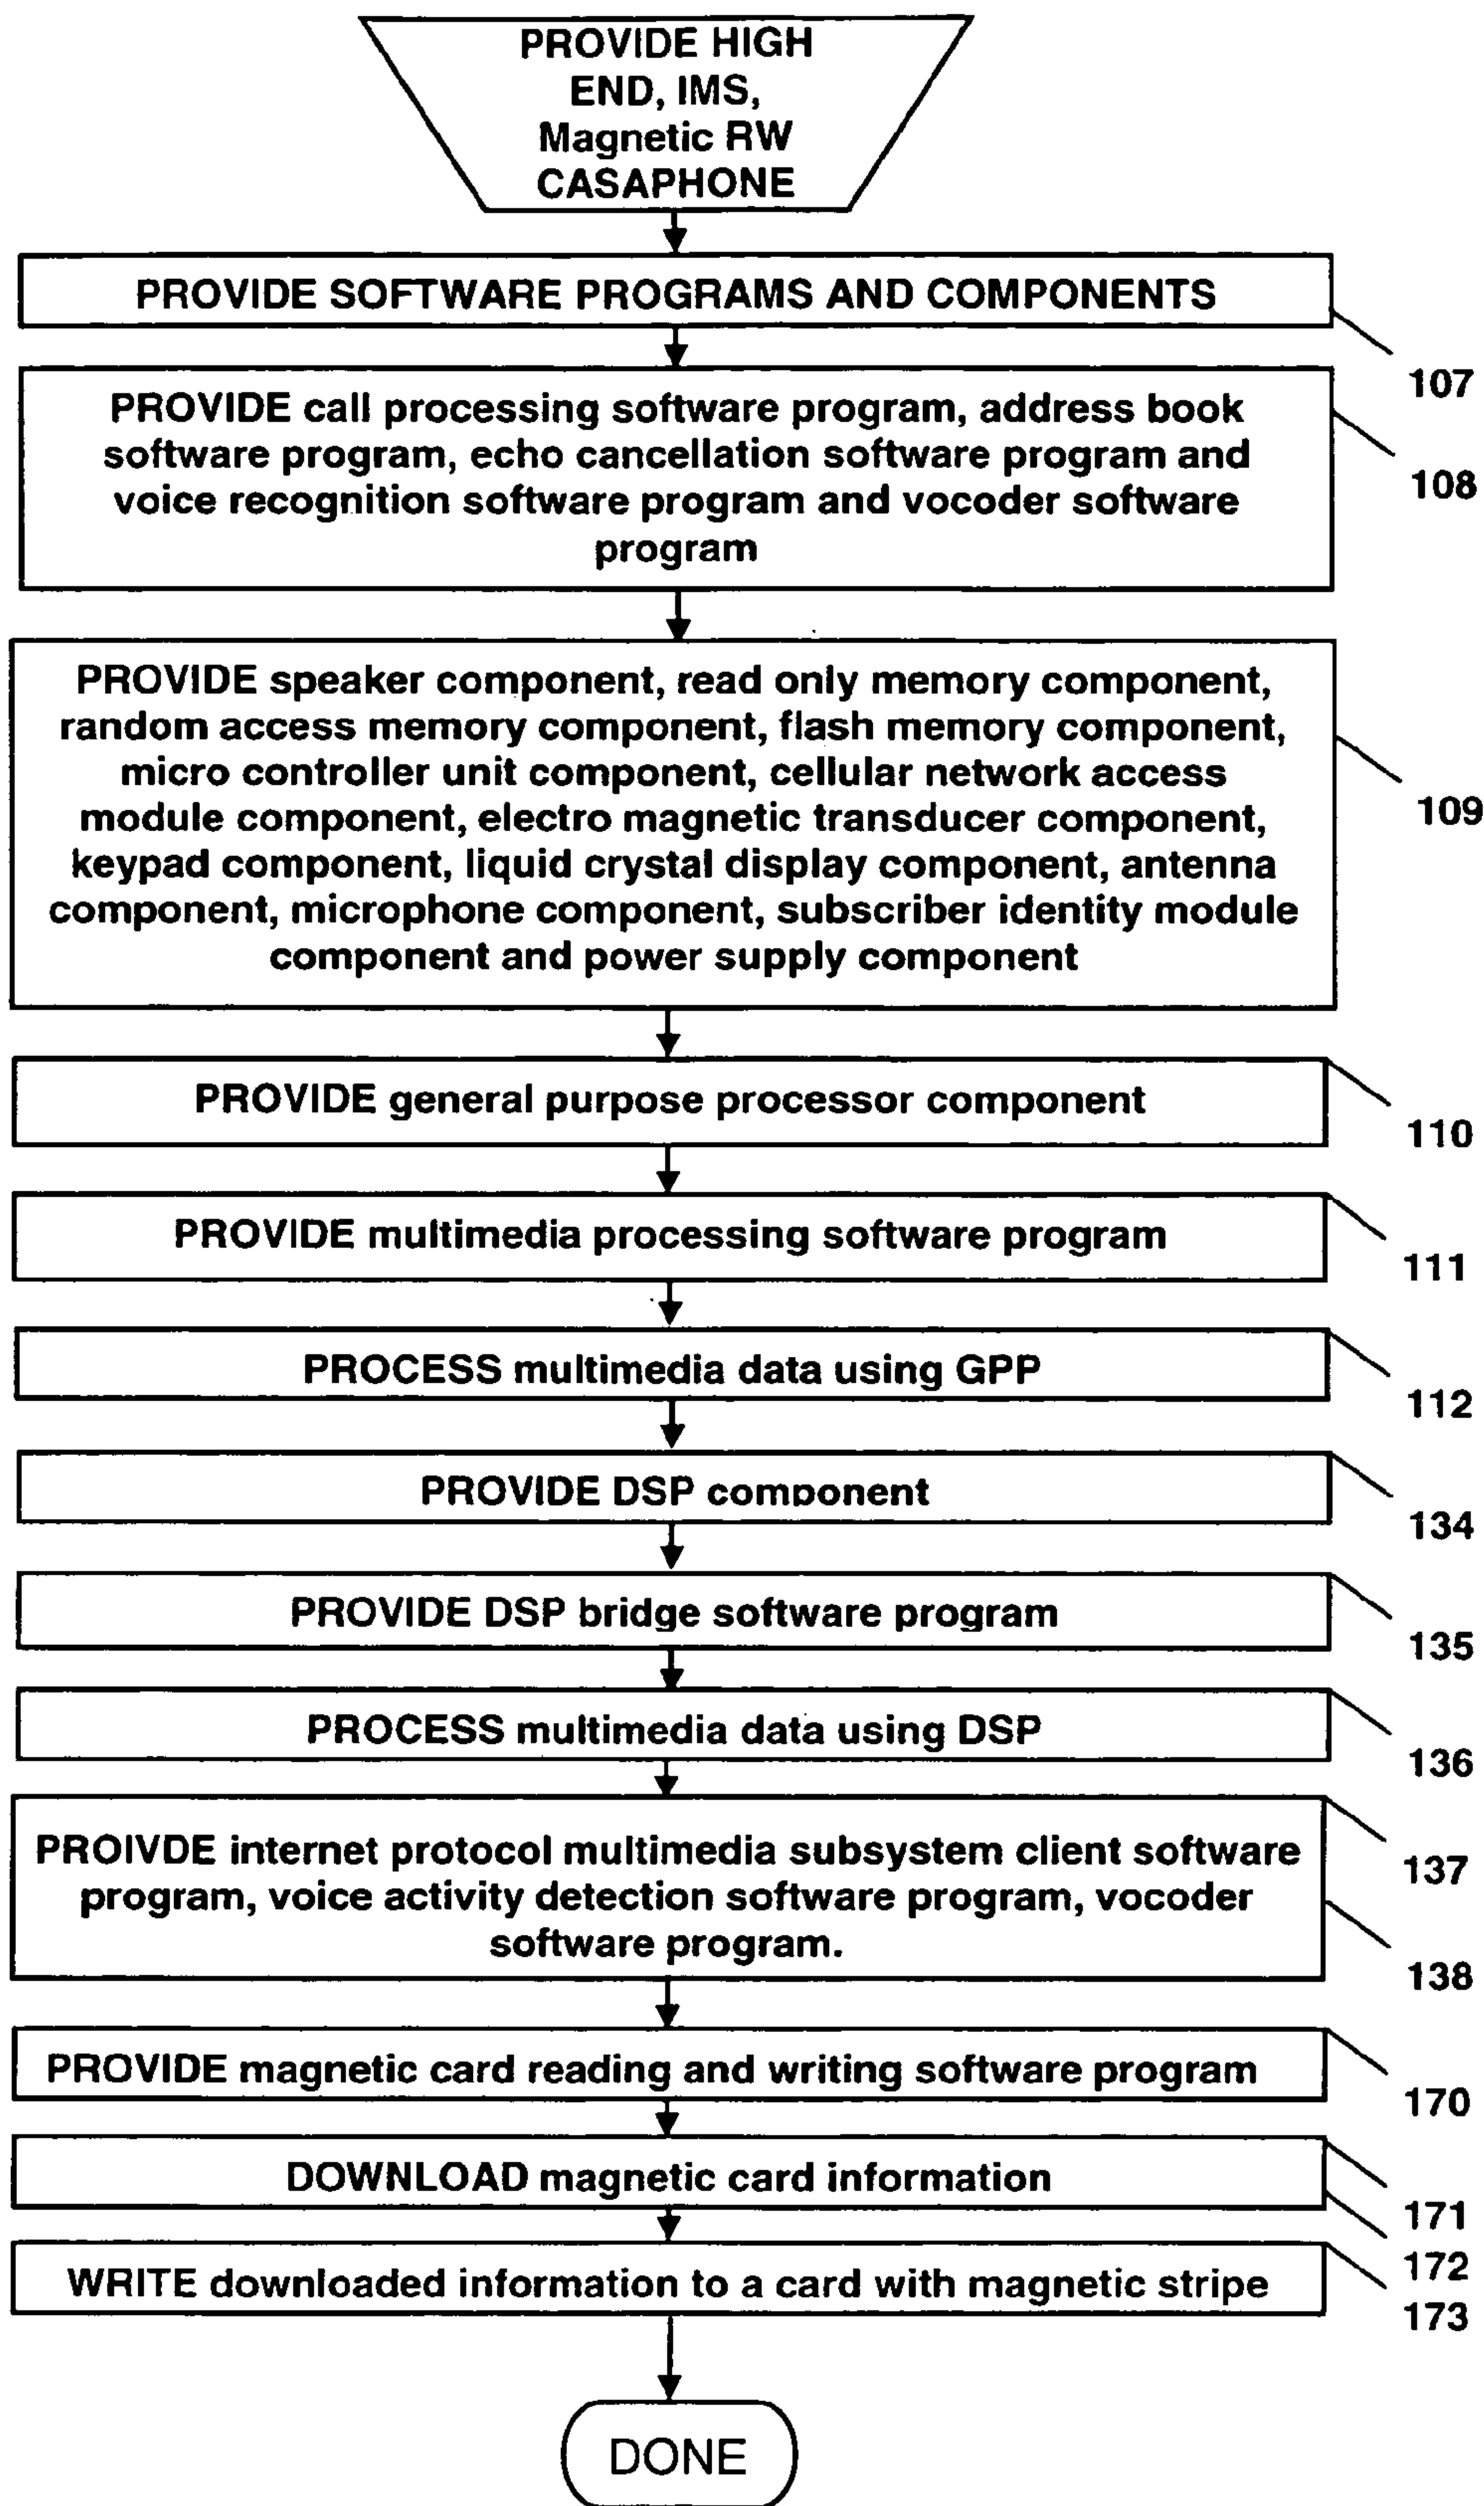 PROVIDE HIGH
END, IMS,
Magnetic RW
CASAPHONE
PROVIDE SOFTWARE PROGRAMS AND COMPONENTS
107
PROVIDE call processing software program, address book
software program, echo cancellation software program and
voice recognition software program and vocoder software
program
108
PROVIDE speaker component, read only memory component,
random access memory component, flash memory component,
micro controller unit component, cellular network access
module component, electro magnetic transducer component,
keypad component, liquid crystal display component, antenna
component, microphone component, subscriber identity module
component and power supply component
109
PROVIDE general purpose processor component
110
PROVIDE multimedia processing software program
111
PROCESS multimedia data using GPP
112
PROVIDE DSP component
134
PROVIDE DSP bridge software program
135
PROCESS multimedia data using DSP
136
PROIVDE internet protocol multimedia subsystem client software
program, voice activity detection software program, vocoder
software program.
137
138
PROVIDE magnetic card reading and writing software program
170
DOWNLOAD magnetic card information
171
172
WRITE downloaded information to a card with magnetic stripe
173
DONE